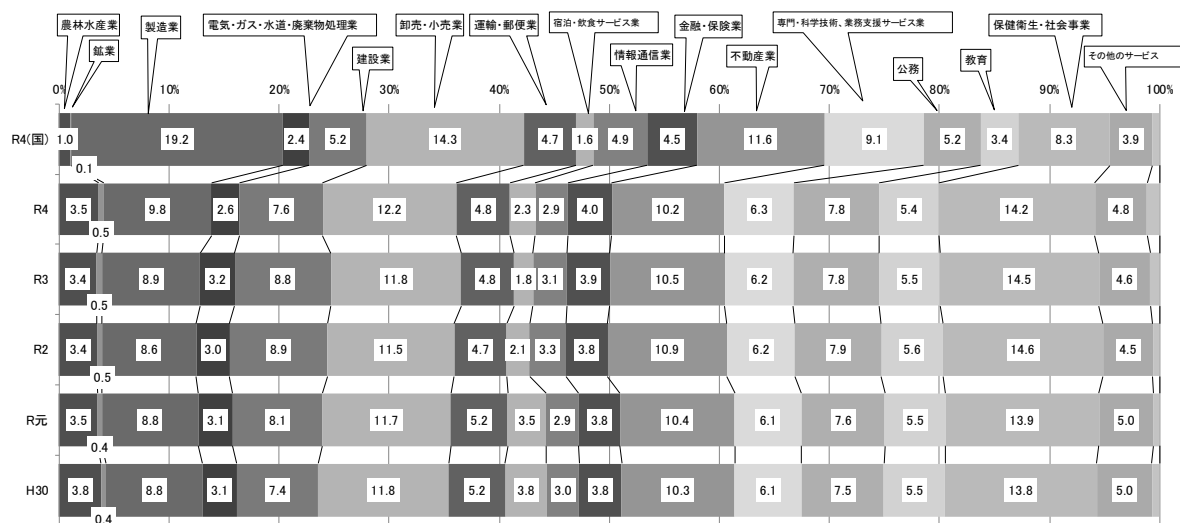 農林水産業
鉱業
製造業
電気・ガス・水道・廃棄物処理業
建設業
卸売・小売業
運輸・郵便業
宿泊・飲食サービス業
情報通信業
金融・保険業
不動産業
専門・科学技術、業務支援サービス業
公務
教育
保健衛生・社会事業
その他のサービス
0% 10% 20% 30% 40% 50% 60% 70% 80% 90% 100%
R4(国) 1.0 0.1 19.2 2.4 5.2 14.3 4.7 1.6 4.9 4.5 11.6 9.1 5.2 3.4 8.3 3.9
R4 3.5 0.5 9.8 2.6 7.6 12.2 4.8 2.3 2.9 4.0 10.2 6.3 7.8 5.4 14.2 4.8
R3 3.4 0.5 8.9 3.2 8.8 11.8 4.8 1.8 3.1 3.9 10.5 6.2 7.8 5.5 14.5 4.6
R2 3.4 0.5 8.6 3.0 8.9 11.5 4.7 2.1 3.3 3.8 10.9 6.2 7.9 5.6 14.6 4.5
R元 3.5 0.4 8.8 3.1 8.1 11.7 5.2 3.5 2.9 3.8 10.4 6.1 7.6 5.5 13.9 5.0
H30 3.8 0.4 8.8 3.1 7.4 11.8 5.2 3.8 3.0 3.8 10.3 6.1 7.5 5.5 13.8 5.0